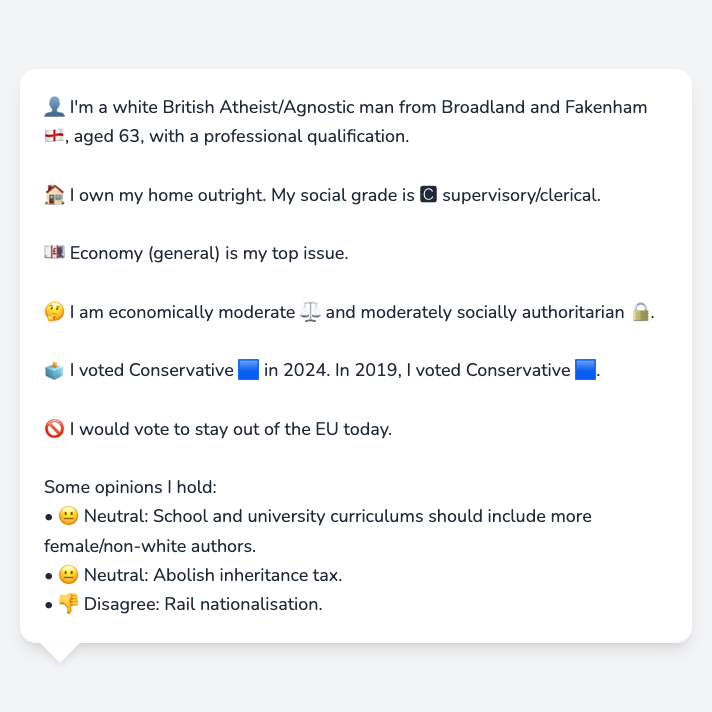 👤 I'm a white British Atheist/Agnostic man from Broadland and Fakenham
🏴󠁧󠁢󠁥󠁮󠁧󠁿, aged 63, with a professional qualification.
🏠 I own my home outright. My social grade is 🅲 supervisory/clerical.
💷 Economy (general) is my top issue.
🤔 I am economically moderate ⚖️ and moderately socially authoritarian 🔒.
🗳️ I voted Conservative 🟦 in 2024. In 2019, I voted Conservative 🟦.
🚫 I would vote to stay out of the EU today.
Some opinions I hold:
• 😐 Neutral: School and university curriculums should include more
female/non-white authors.
• 😐 Neutral: Abolish inheritance tax.
• 👎 Disagree: Rail nationalisation.